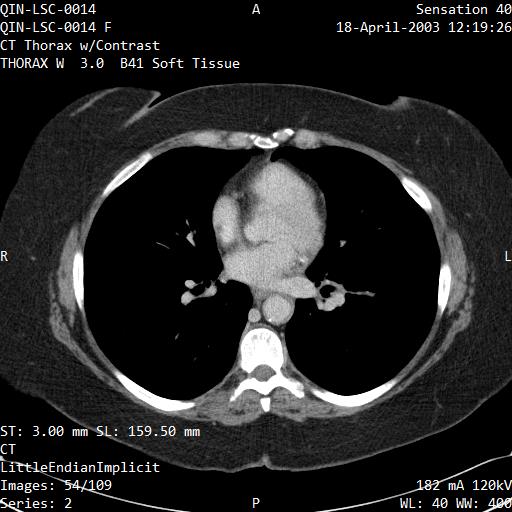 QIN-LSC-0014
A
Sensation 40
QIN-LSC-0014 F
18-April-2003 12:19:26
CT Thorax w/Contrast
THORAX W 3.0 B41 Soft Tissue
R
L
ST: 3.00 mm SL: 159.50 mm
CT
LittleEndianImplicit
Images: 54/109
182 mA 120kV
Series: 2
P
WL: 40 WW: 400